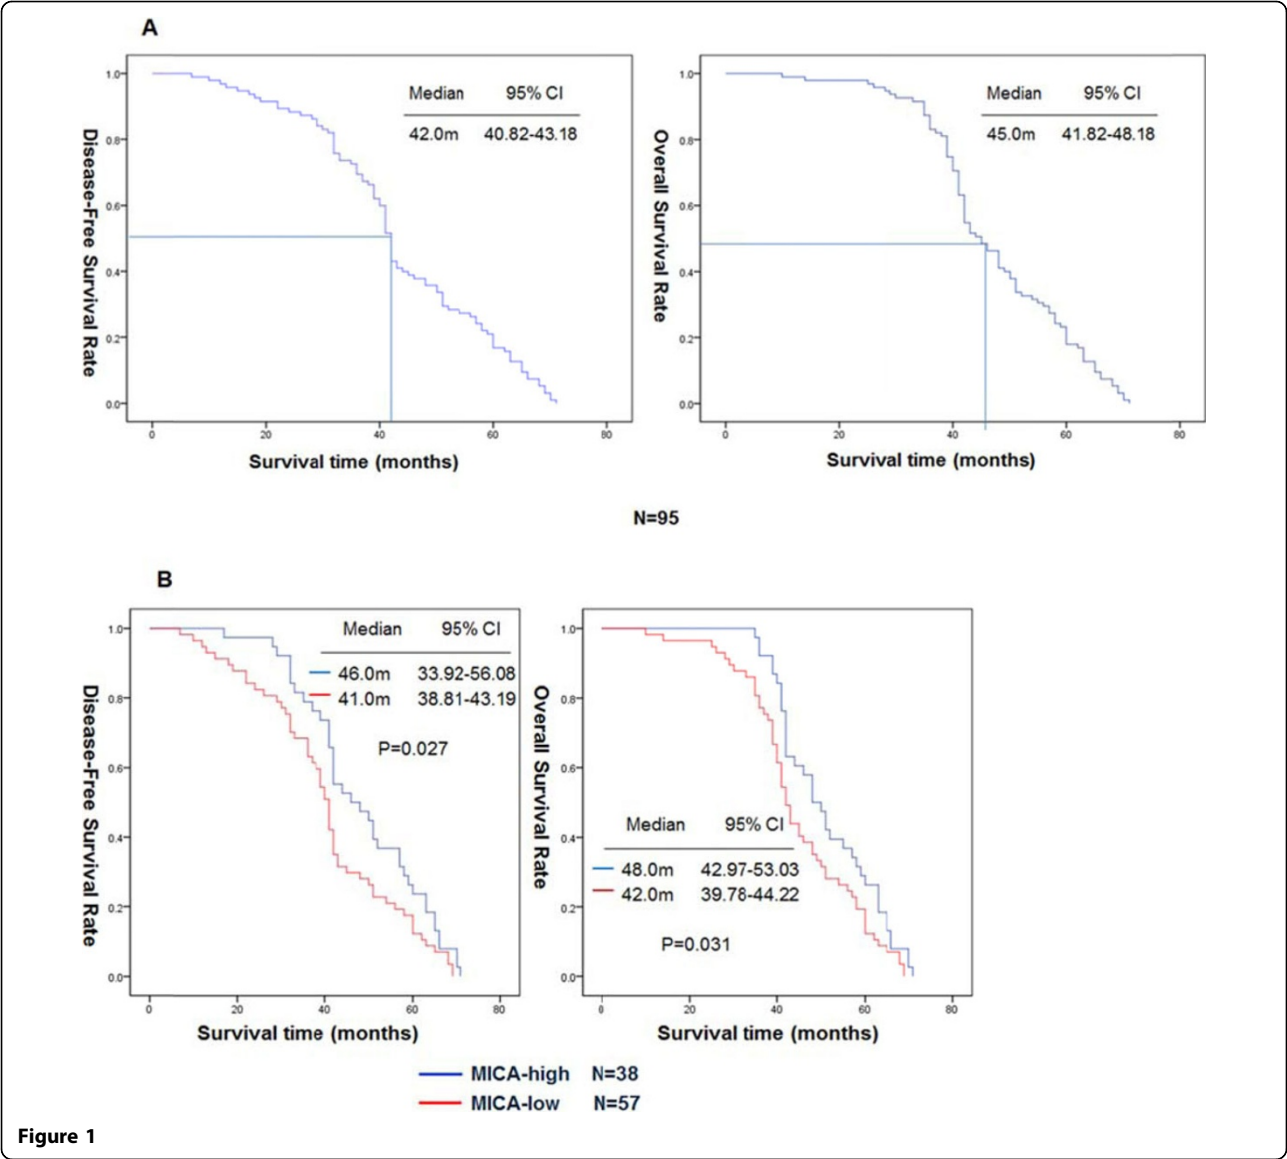 A
Disease-Free Survival Rate
1.0
0.8
0.6
0.4
0.2
0.0
Median 95% CI
42.0m 40.82-43.18
0 20 40 60 80
Survival time (months)
Overall Survival Rate
1.0
0.8
0.6
0.4
0.2
0.0
Median 95% CI
45.0m 41.82-48.18
0 20 40 60 80
Survival time (months)
N=95
B
Disease-Free Survival Rate
1.0
0.8
0.6
0.4
0.2
0.0
Median 95% CI
46.0m 33.92-56.08
41.0m 38.81-43.19
P=0.027
0 20 40 60 80
Survival time (months)
Overall Survival Rate
1.0
0.8
0.6
0.4
0.2
0.0
Median 95% CI
48.0m 42.97-53.03
42.0m 39.78-44.22
P=0.031
0 20 40 60 80
Survival time (months)
MICA-high N=38
MICA-low N=57
Figure 1